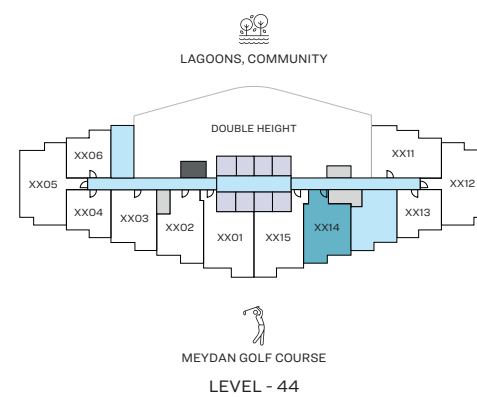 LAGOONS, COMMUNITY
DOUBLE HEIGHT
XX06
XX11
XX05
XX12
XX04
XX03
XX02
XX01
XX15
XX14
XX13
MEYDAN GOLF COURSE
LEVEL - 44